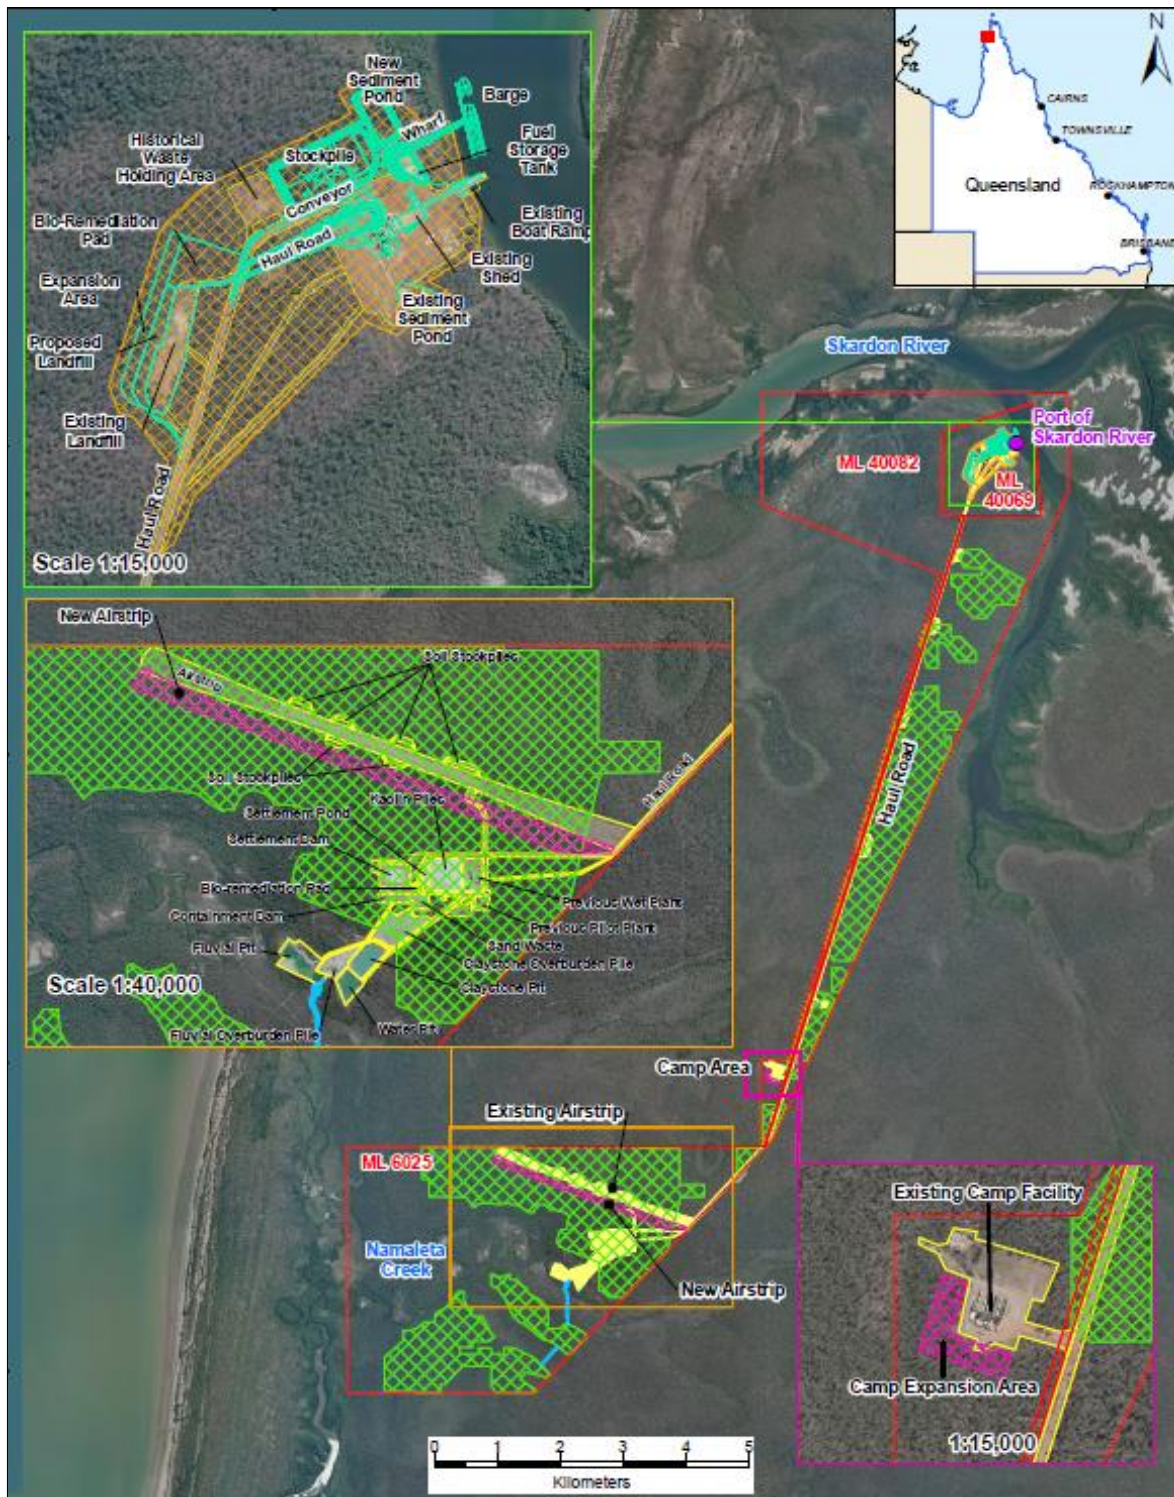 New
Sediment
Pond
Barge
Wharf
Fuel
Storage
Tank
Historical
Waste
Holding Area
Stockpile
Conveyor
Bio-Remediation
Pad
Haul Road
Existing
Boat Ramp
Existing
Shed
Expansion
Area
Existing
Sediment
Pond
Proposed
Landfill
Existing
Landfill
Haul Road
Scale 1:15,000
N
CAIRNS
TOWNSVILLE
Queensland
ROCKHAMPTON
BRISBANE
Skardon River
Port of
Skardon River
ML 40082
ML
40069
Haul Road
New Airstrip
Airstrip
Soil Stockpiles
Soil Stockpiles
Kaolin Piles
Haul Road
Settlement Pond
Settlement Dam
Bio-remediation Pad
Previous Wet Plant
Containment Dam
Previous Pilot Plant
Sand Waste
Fluvial Pit
Claystone Overburden Pile
Scale 1:40,000
Claystone Pit
Fluvial Overburden Pile
Water Pit
Camp Area
Existing Airstrip
ML 6025
Namaleta
Creek
New Airstrip
Existing Camp Facility
Camp Expansion Area
1:15,000
0 1 2 3 4 5
Kilometers